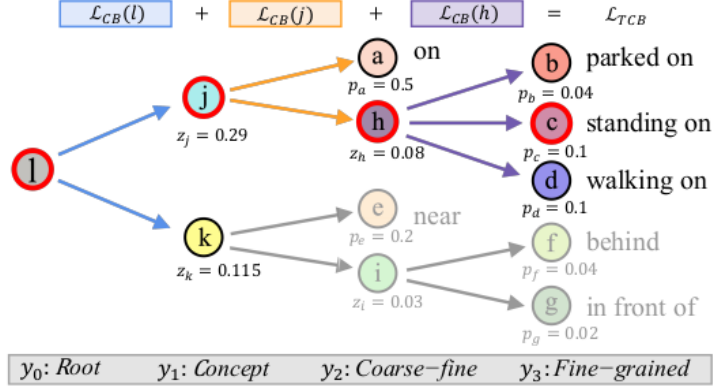 ℒ_CB(l) + ℒ_CB(j) + ℒ_CB(h) = ℒ_TCB
a on
p_a = 0.5
b parked on
p_b = 0.04
j
z_j = 0.29
h
z_h = 0.08
c standing on
p_c = 0.1
l
d walking on
p_d = 0.1
k
z_k = 0.115
e near
p_e = 0.2
f behind
p_f = 0.04
i
z_i = 0.03
g in front of
p_g = 0.02
y_0: Root y_1: Concept y_2: Coarse−fine y_3: Fine−grained